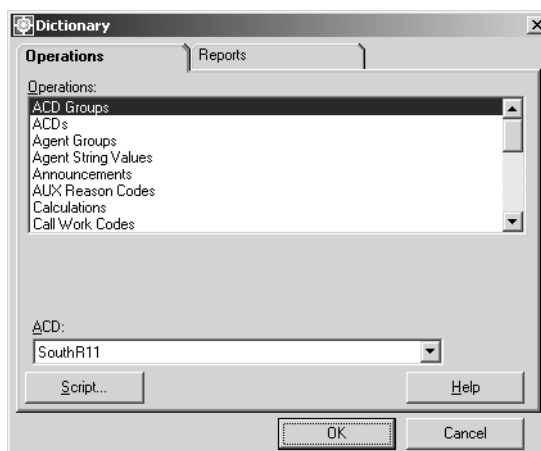 Dictionary
Operations
Reports
Operations:
ACD Groups
ACDs
Agent Groups
Agent String Values
Announcements
AUX Reason Codes
Calculations
Call Work Codes
ACD:
SouthR11
Script...
Help
OK
Cancel